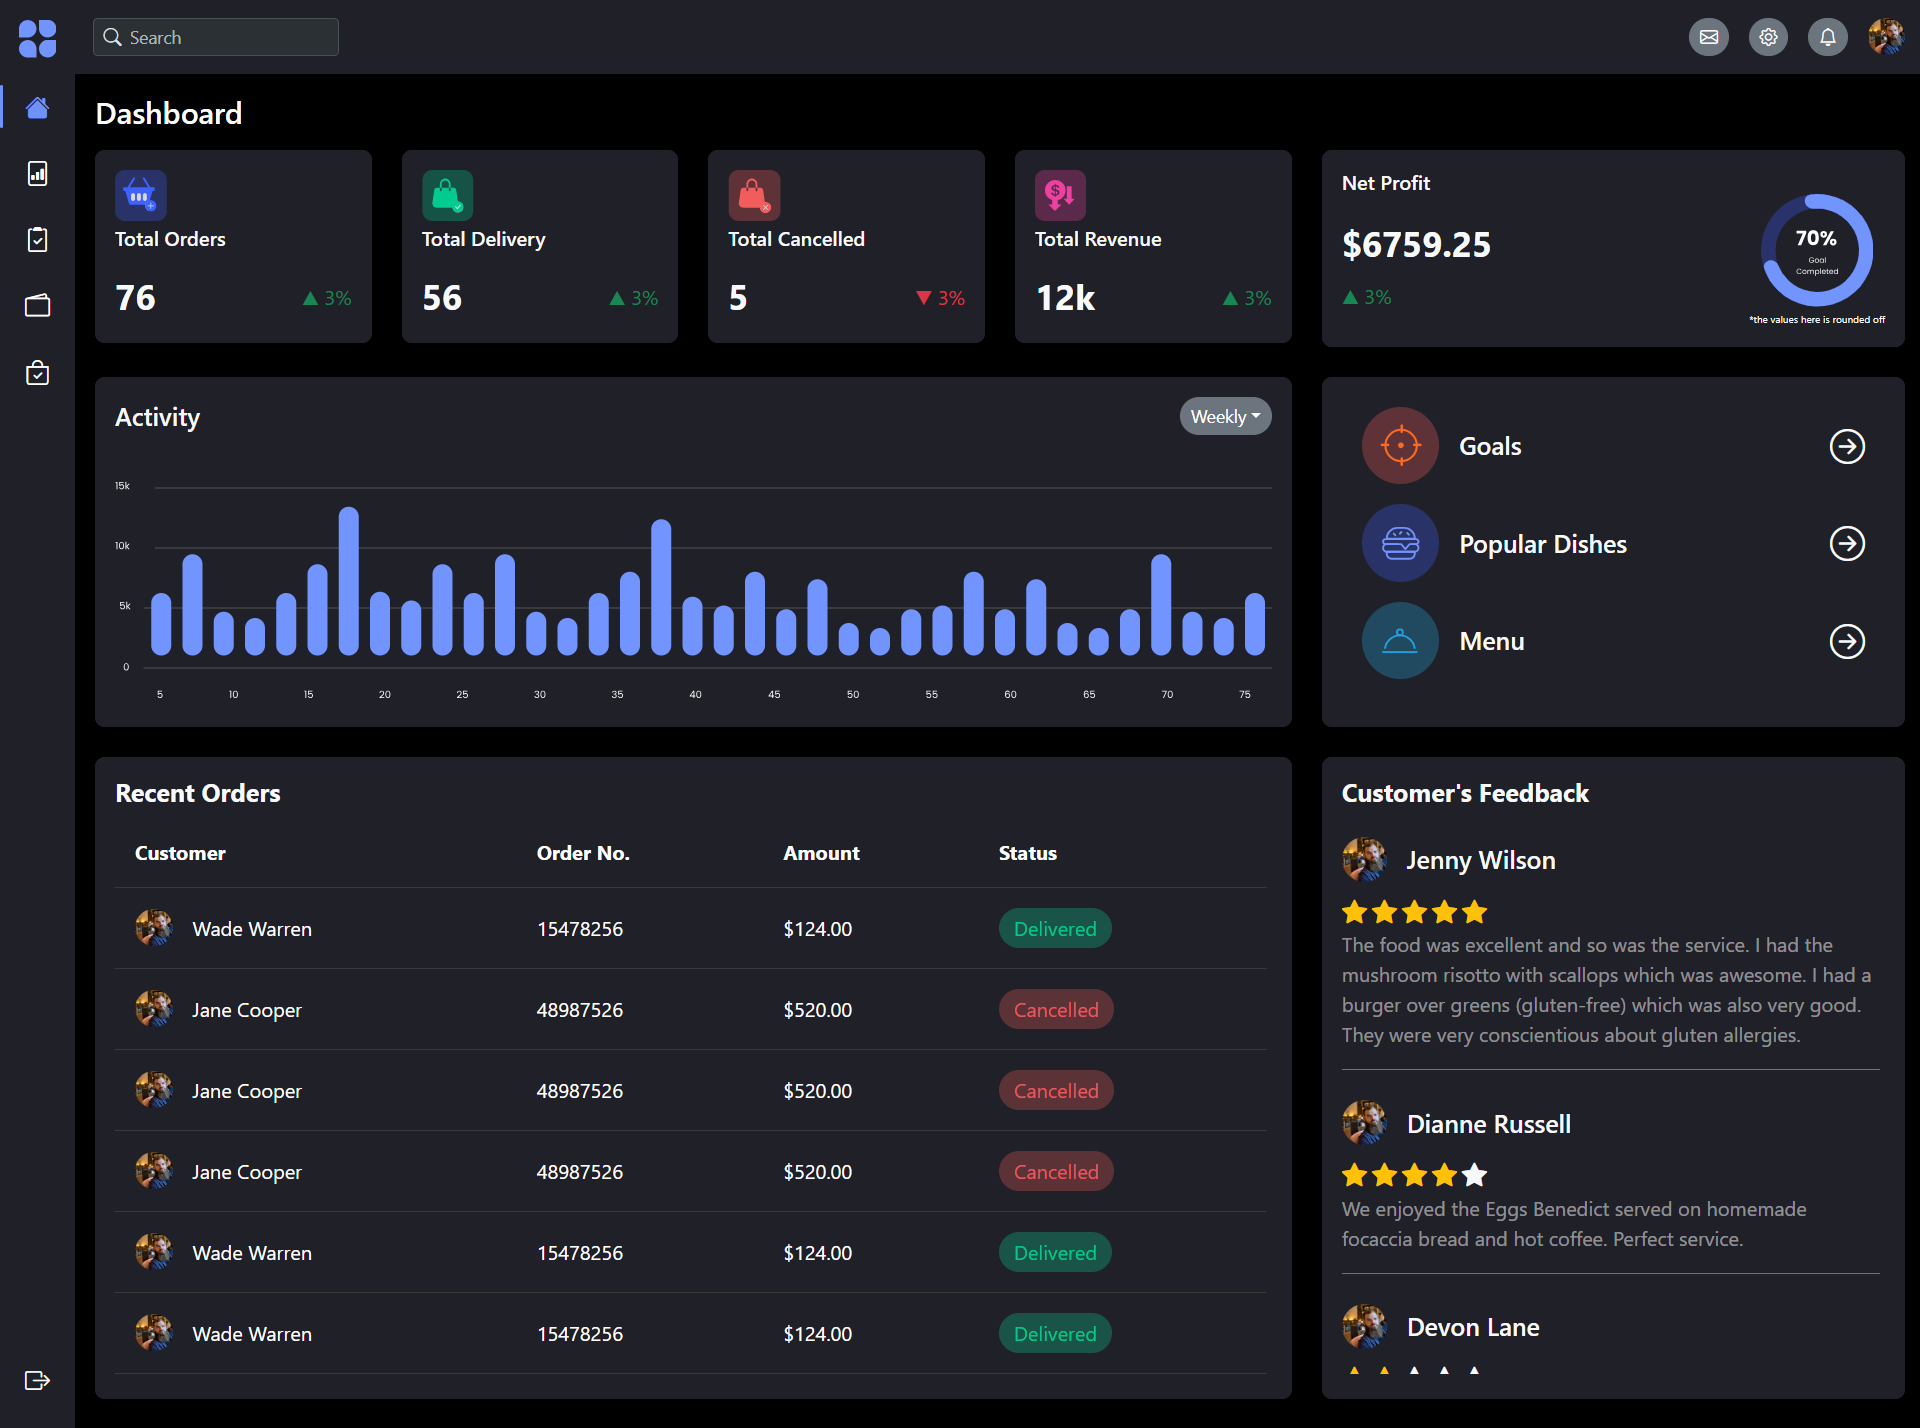 Search
Dashboard
Total Orders
76
3%
Total Delivery
56
3%
Total Cancelled
5
3%
Total Revenue
12k
3%
Net Profit
$6759.25
3%
70%
Goal
Completed
*the values here is rounded off
Activity
Weekly
15k
10k
5k
0
5 10 15 20 25 30 35 40 45 50 55 60 65 70 75
Goals
Popular Dishes
Menu
Recent Orders
Customer Order No. Amount Status
Wade Warren 15478256 $124.00 Delivered
Jane Cooper 48987526 $520.00 Cancelled
Jane Cooper 48987526 $520.00 Cancelled
Jane Cooper 48987526 $520.00 Cancelled
Wade Warren 15478256 $124.00 Delivered
Wade Warren 15478256 $124.00 Delivered
Customer's Feedback
Jenny Wilson
The food was excellent and so was the service. I had the
mushroom risotto with scallops which was awesome. I had a
burger over greens (gluten-free) which was also very good.
They were very conscientious about gluten allergies.
Dianne Russell
We enjoyed the Eggs Benedict served on homemade
focaccia bread and hot coffee. Perfect service.
Devon Lane